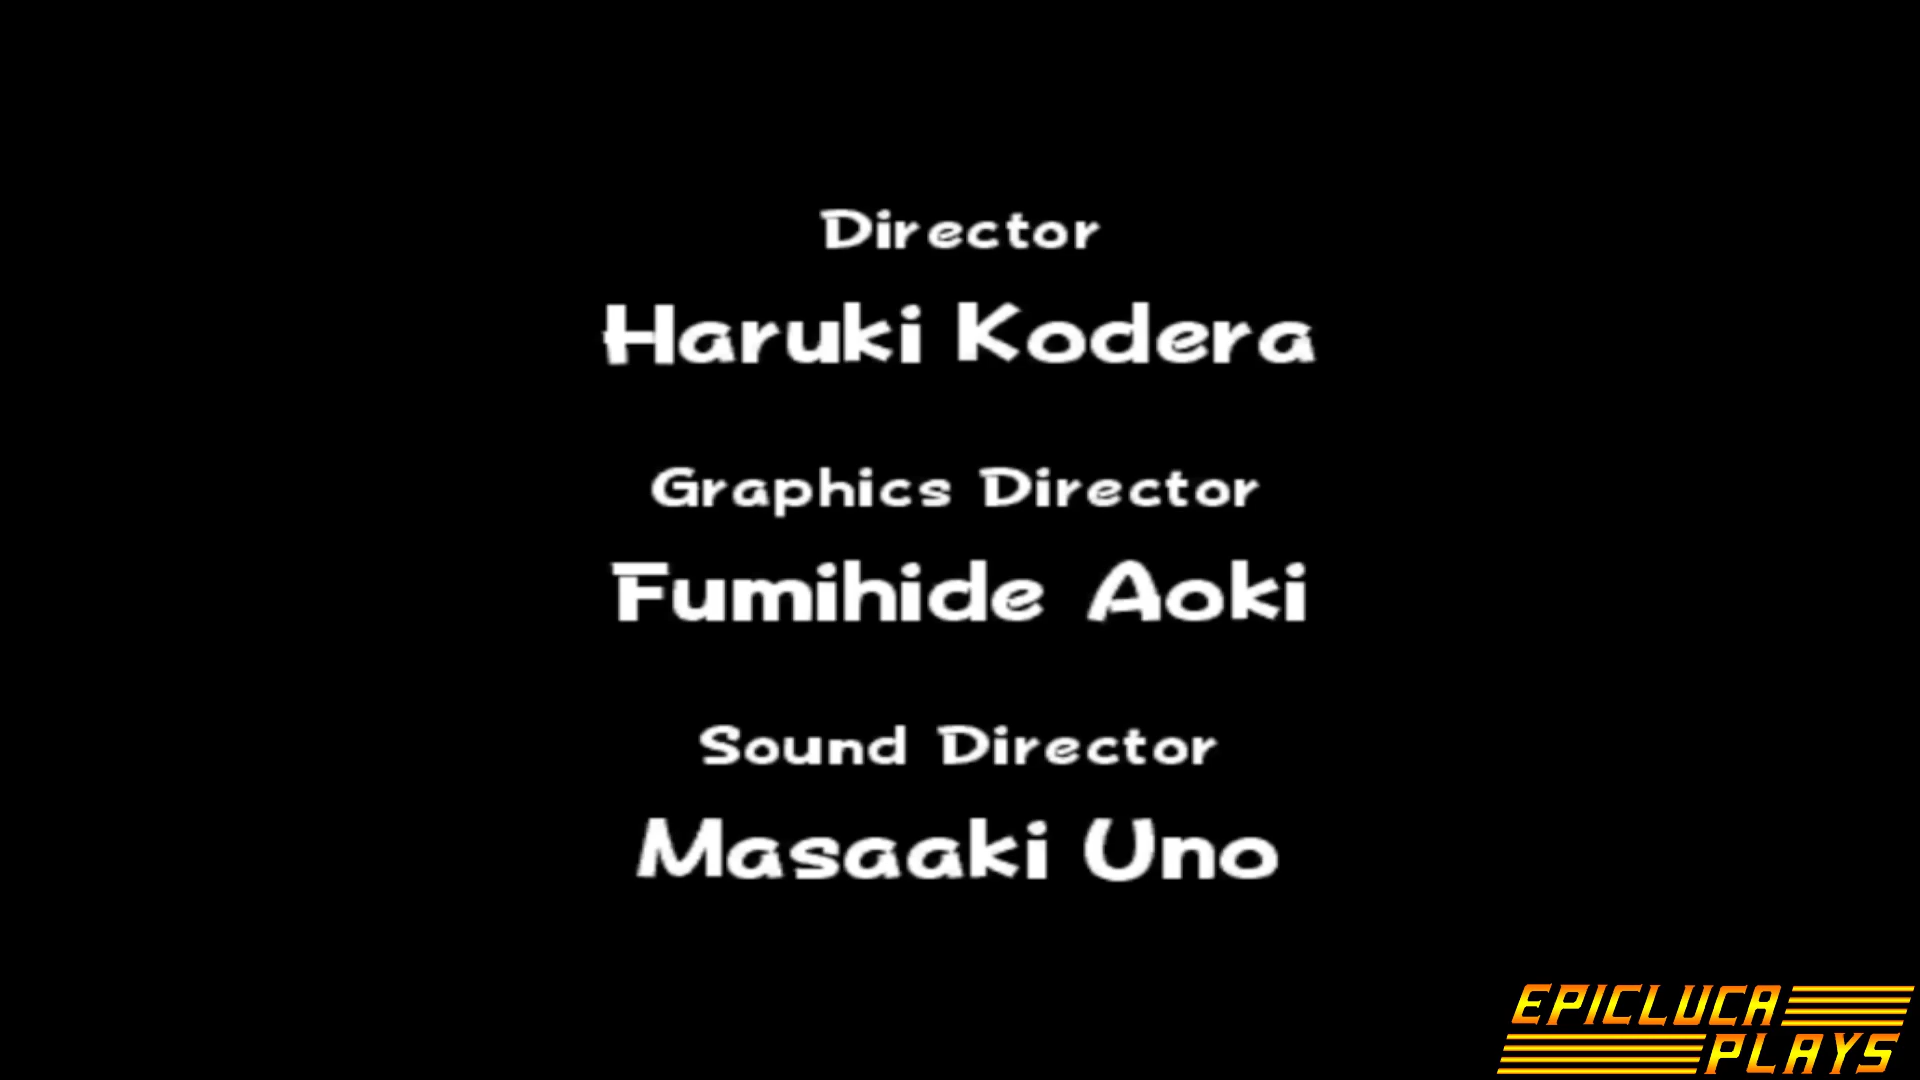 Director
Haruki Kodera
Graphics Director
Fumihide Aoki
Sound Director
Masaaki Uno
EPICLUCA
PLAYS